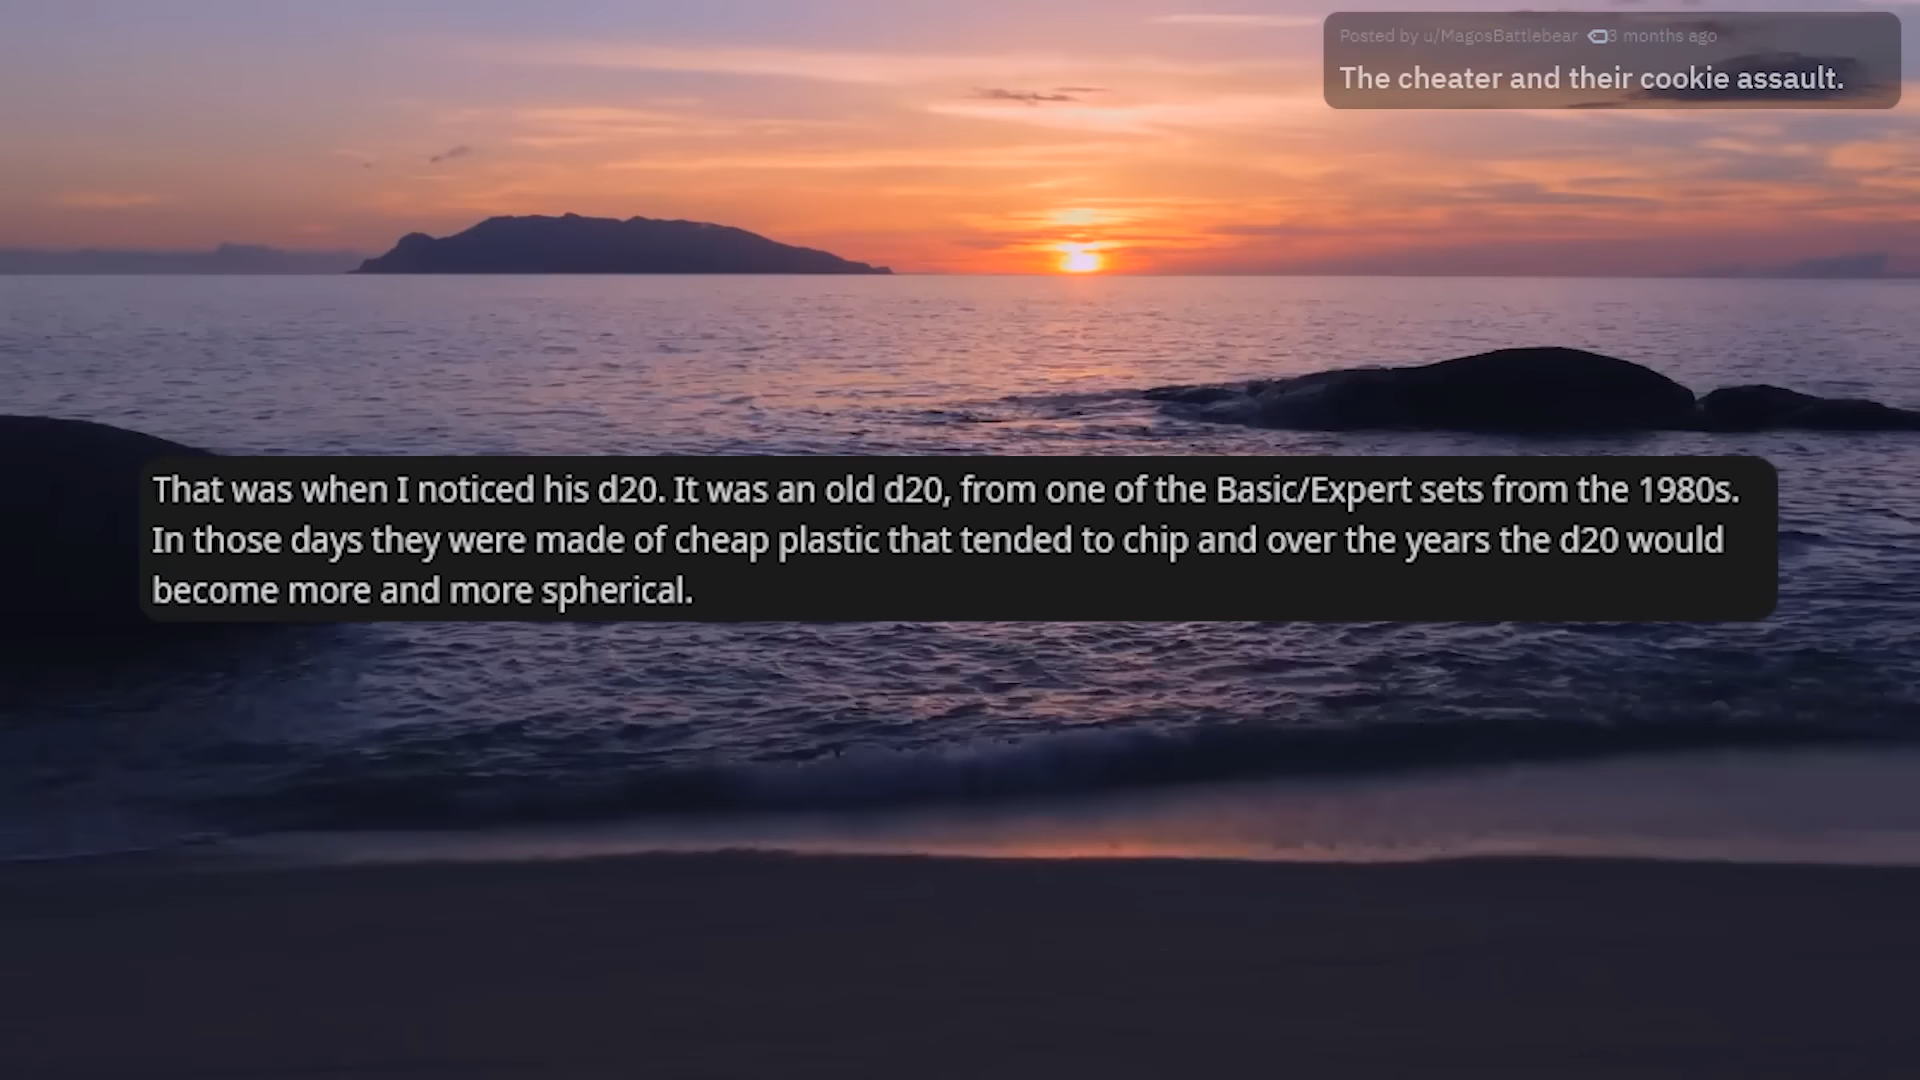 Posted by u/MagosBattlebear 3 months ago
The cheater and their cookie assault.
That was when I noticed his d20. It was an old d20, from one of the Basic/Expert sets from the 1980s.
In those days they were made of cheap plastic that tended to chip and over the years the d20 would
become more and more spherical.